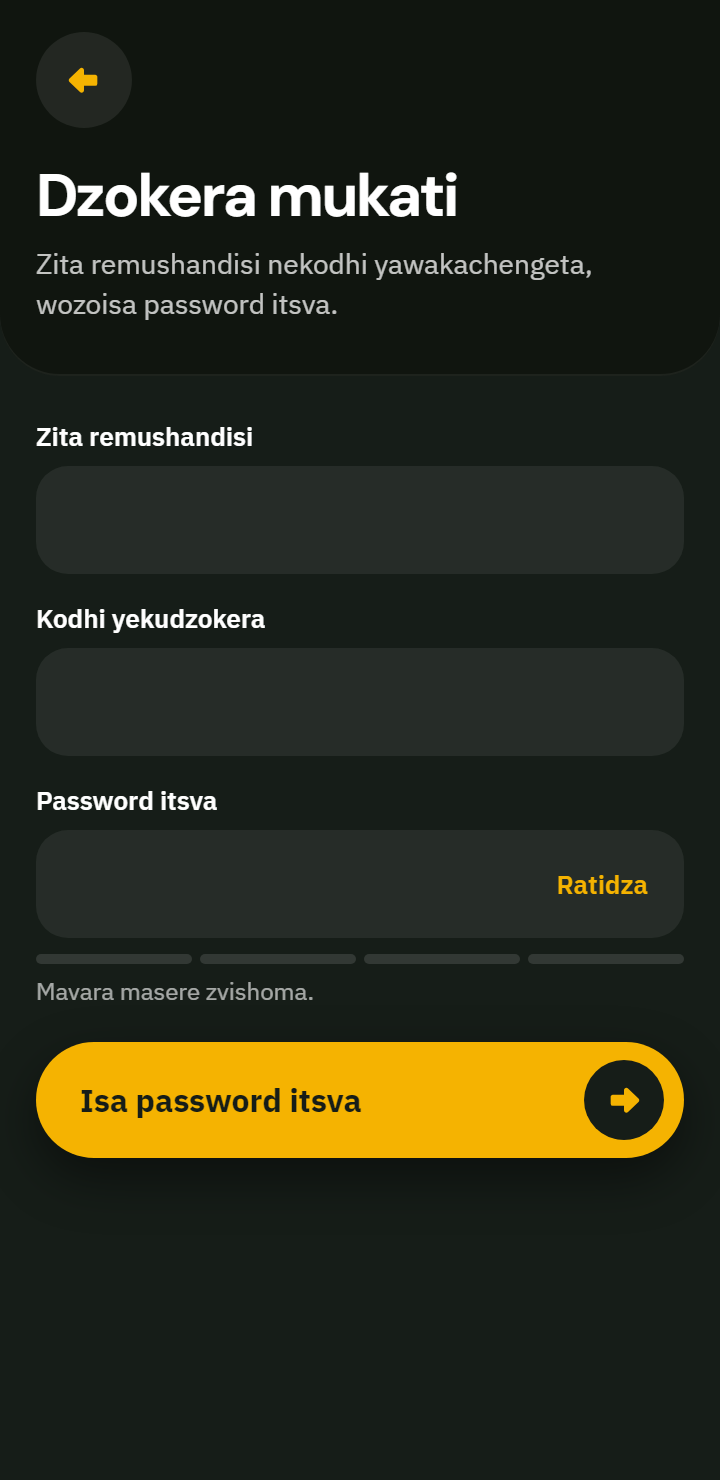 Dzokera mukati
Zita remushandisi nekodhi yawakachengeta,
wozoisa password itsva.
Zita remushandisi
Kodhi yekudzokera
Password itsva
Ratidza
Mavara masere zvishoma.
Isa password itsva